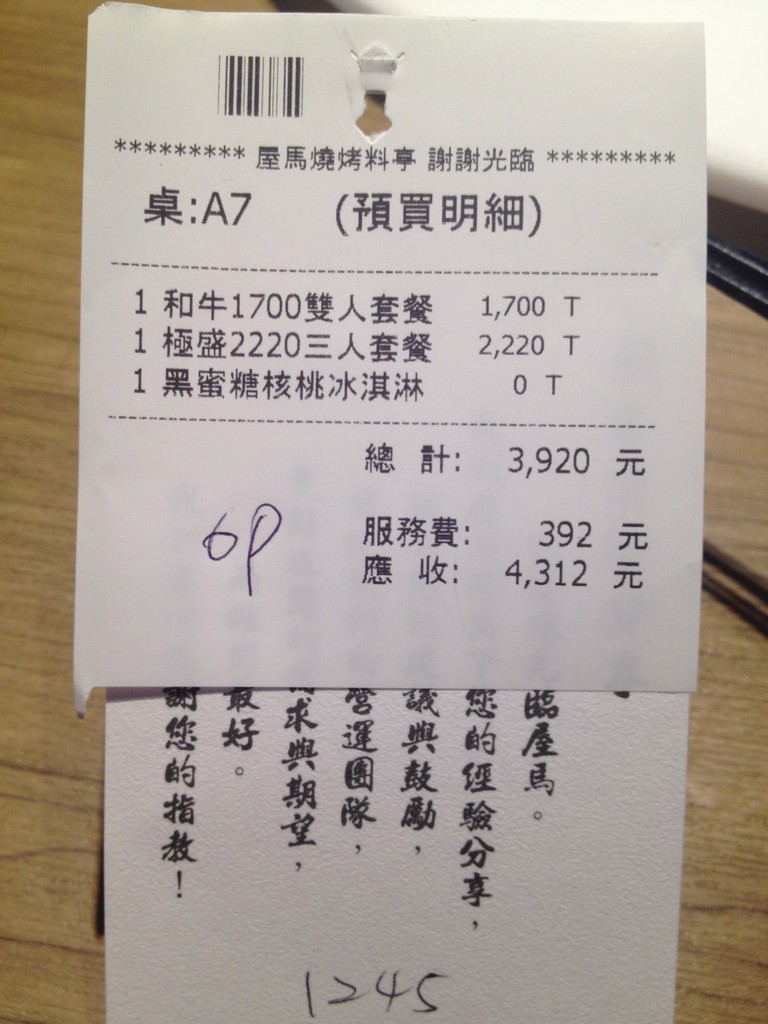 ********* 屋馬燒烤料亭 謝謝光臨 *********
桌:A7 (預買明細)
1 和牛1700雙人套餐 1,700 T
1 極盛2220三人套餐 2,220 T
1 黑蜜糖核桃冰淇淋 0 T
總 計: 3,920 元
6P
服務費: 392 元
應 收: 4,312 元
臨屋馬。
您的經驗分享，
議與鼓勵，
營運團隊，
求與期望，
最好。
謝您的指教！
1245